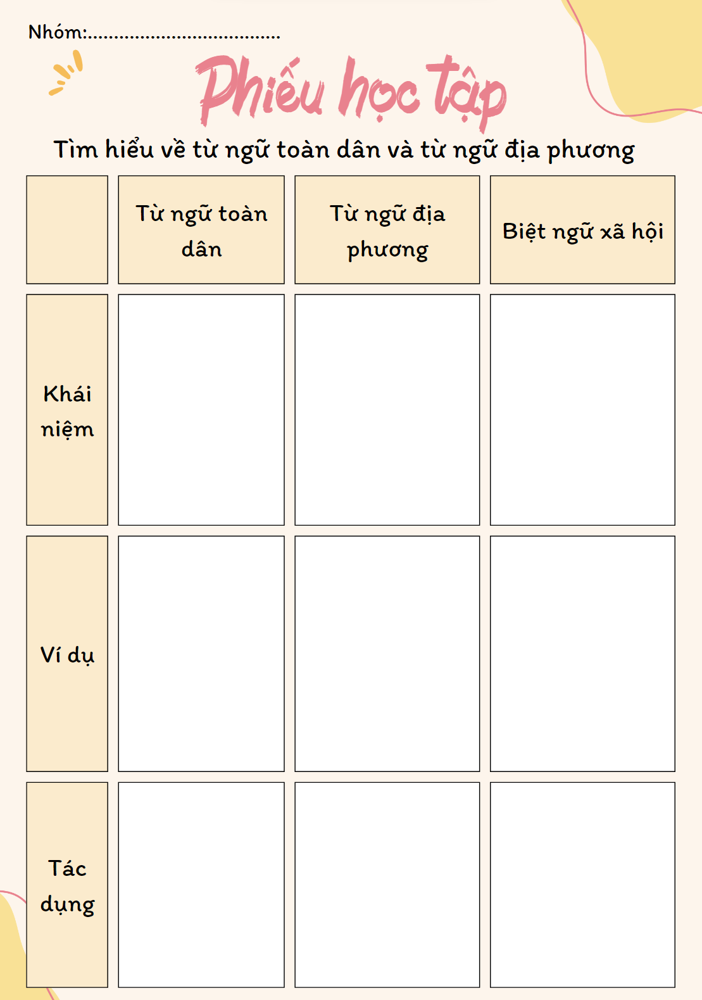 Nhóm:.....................................
Phiếu học tập
Tìm hiểu về từ ngữ toàn dân và từ ngữ địa phương
Từ ngữ toàn
dân
Từ ngữ địa
phương
Biệt ngữ xã hội
Khái
niệm
Ví dụ
Tác
dụng